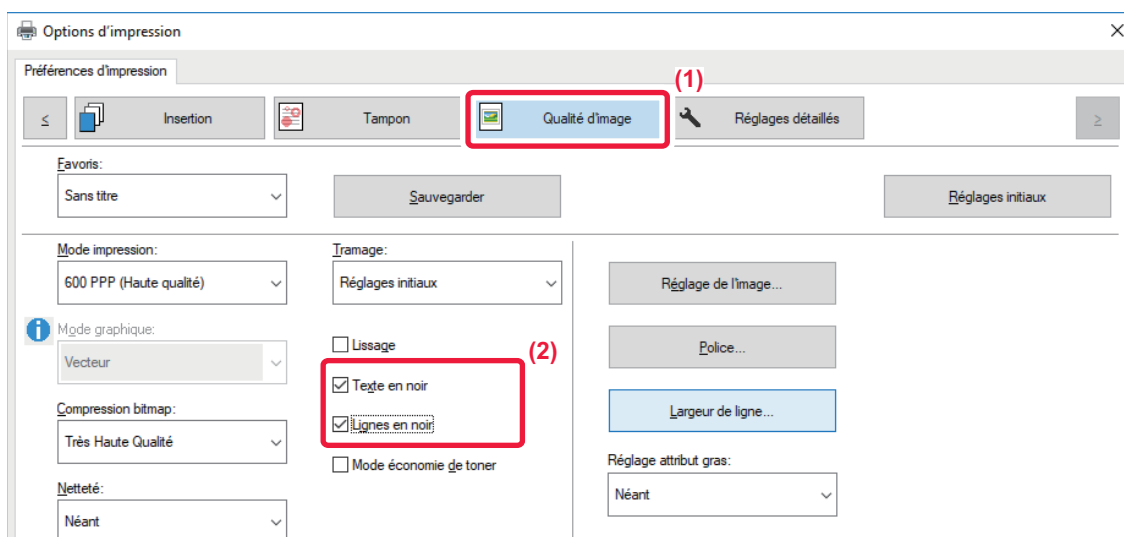 Options d'impression
Préférences d'impression
(1)
<
Insertion
Tampon
Qualité d'image
Réglages détaillés
>
Favoris:
Sans titre
Sauvegarder
Réglages initiaux
Mode impression:
600 PPP (Haute qualité)
Tramage:
Réglages initiaux
Réglage de l'image...
Mode graphique:
Vecteur
Lissage
(2)
Police...
Texte en noir
Compression bitmap:
Très Haute Qualité
Lignes en noir
Largeur de ligne...
Mode économie de toner
Réglage attribut gras:
Néant
Netteté:
Néant